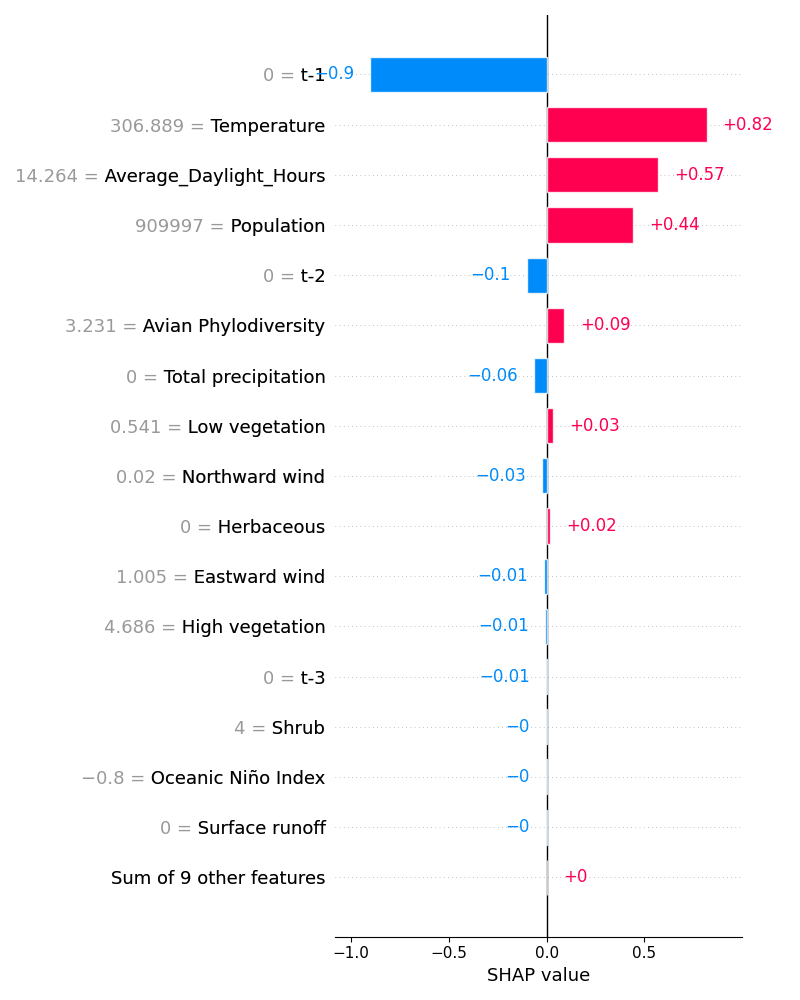 0 = t-1 −0.9
306.889 = Temperature +0.82
14.264 = Average_Daylight_Hours +0.57
909997 = Population +0.44
0 = t-2 −0.1
3.231 = Avian Phylodiversity +0.09
0 = Total precipitation −0.06
0.541 = Low vegetation +0.03
0.02 = Northward wind −0.03
0 = Herbaceous +0.02
1.005 = Eastward wind −0.01
4.686 = High vegetation −0.01
0 = t-3 −0.01
4 = Shrub −0
−0.8 = Oceanic Niño Index −0
0 = Surface runoff −0
Sum of 9 other features +0
−1.0 −0.5 0.0 0.5
SHAP value